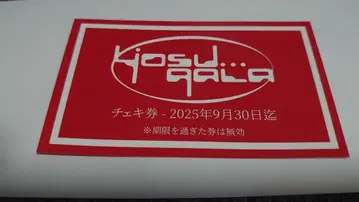 kjosu...
gala
チェキ券 - 2025年9月30日迄
※期限を過ぎた券は無効